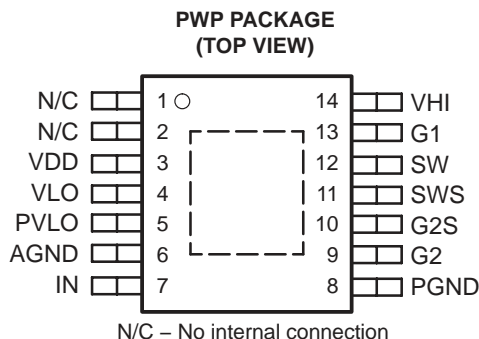 PWP PACKAGE
(TOP VIEW)
N/C 1 14 VHI
N/C 2 13 G1
VDD 3 12 SW
VLO 4 11 SWS
PVLO 5 10 G2S
AGND 6 9 G2
IN 7 8 PGND
N/C – No internal connection